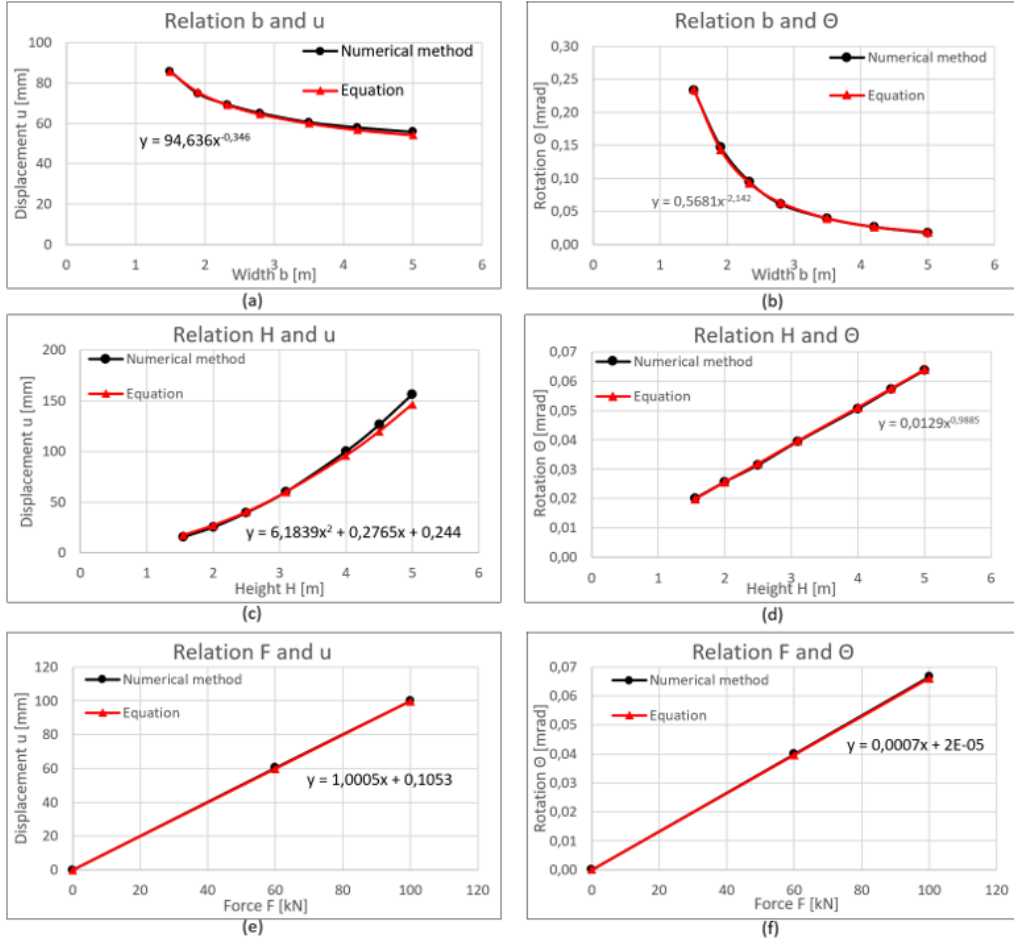 Relation b and u
Displacement u [mm]
100
80
60
40
20
0
Numerical method
Equation
y = 94,636x^-0,346
0 1 2 3 4 5 6
Width b [m]
(a)
Relation b and Θ
Rotation Θ [mrad]
0,30
0,25
0,20
0,15
0,10
0,05
0,00
Numerical method
Equation
y = 0,5681x^-2,142
0 1 2 3 4 5 6
Width b [m]
(b)
Relation H and u
Displacement u [mm]
200
150
100
50
0
Numerical method
Equation
y = 6,1839x² + 0,2765x + 0,244
0 1 2 3 4 5 6
Height H [m]
(c)
Relation H and Θ
Rotation Θ [mrad]
0,07
0,06
0,05
0,04
0,03
0,02
0,01
0,00
Numerical method
Equation
y = 0,0129x^0,9885
0 1 2 3 4 5 6
Height H [m]
(d)
Relation F and u
Displacement u [mm]
120
100
80
60
40
20
0
Numerical method
Equation
y = 1,0005x + 0,1053
0 20 40 60 80 100 120
Force F [kN]
(e)
Relation F and Θ
Rotation Θ [mrad]
0,07
0,06
0,05
0,04
0,03
0,02
0,01
0,00
Numerical method
Equation
y = 0,0007x + 2E-05
0 20 40 60 80 100 120
Force F [kN]
(f)